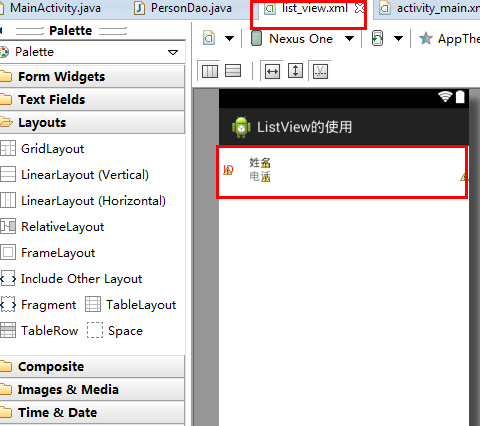 MainActivity.java PersonDao.java list_view.xml activity_main.xm
Palette
Palette
Nexus One AppThe
Form Widgets
Text Fields
Layouts
GridLayout
LinearLayout (Vertical)
LinearLayout (Horizontal)
RelativeLayout
FrameLayout
Include Other Layout
Fragment TableLayout
TableRow Space
Composite
Images & Media
Time & Date
ListView的使用
ID
姓名
电话